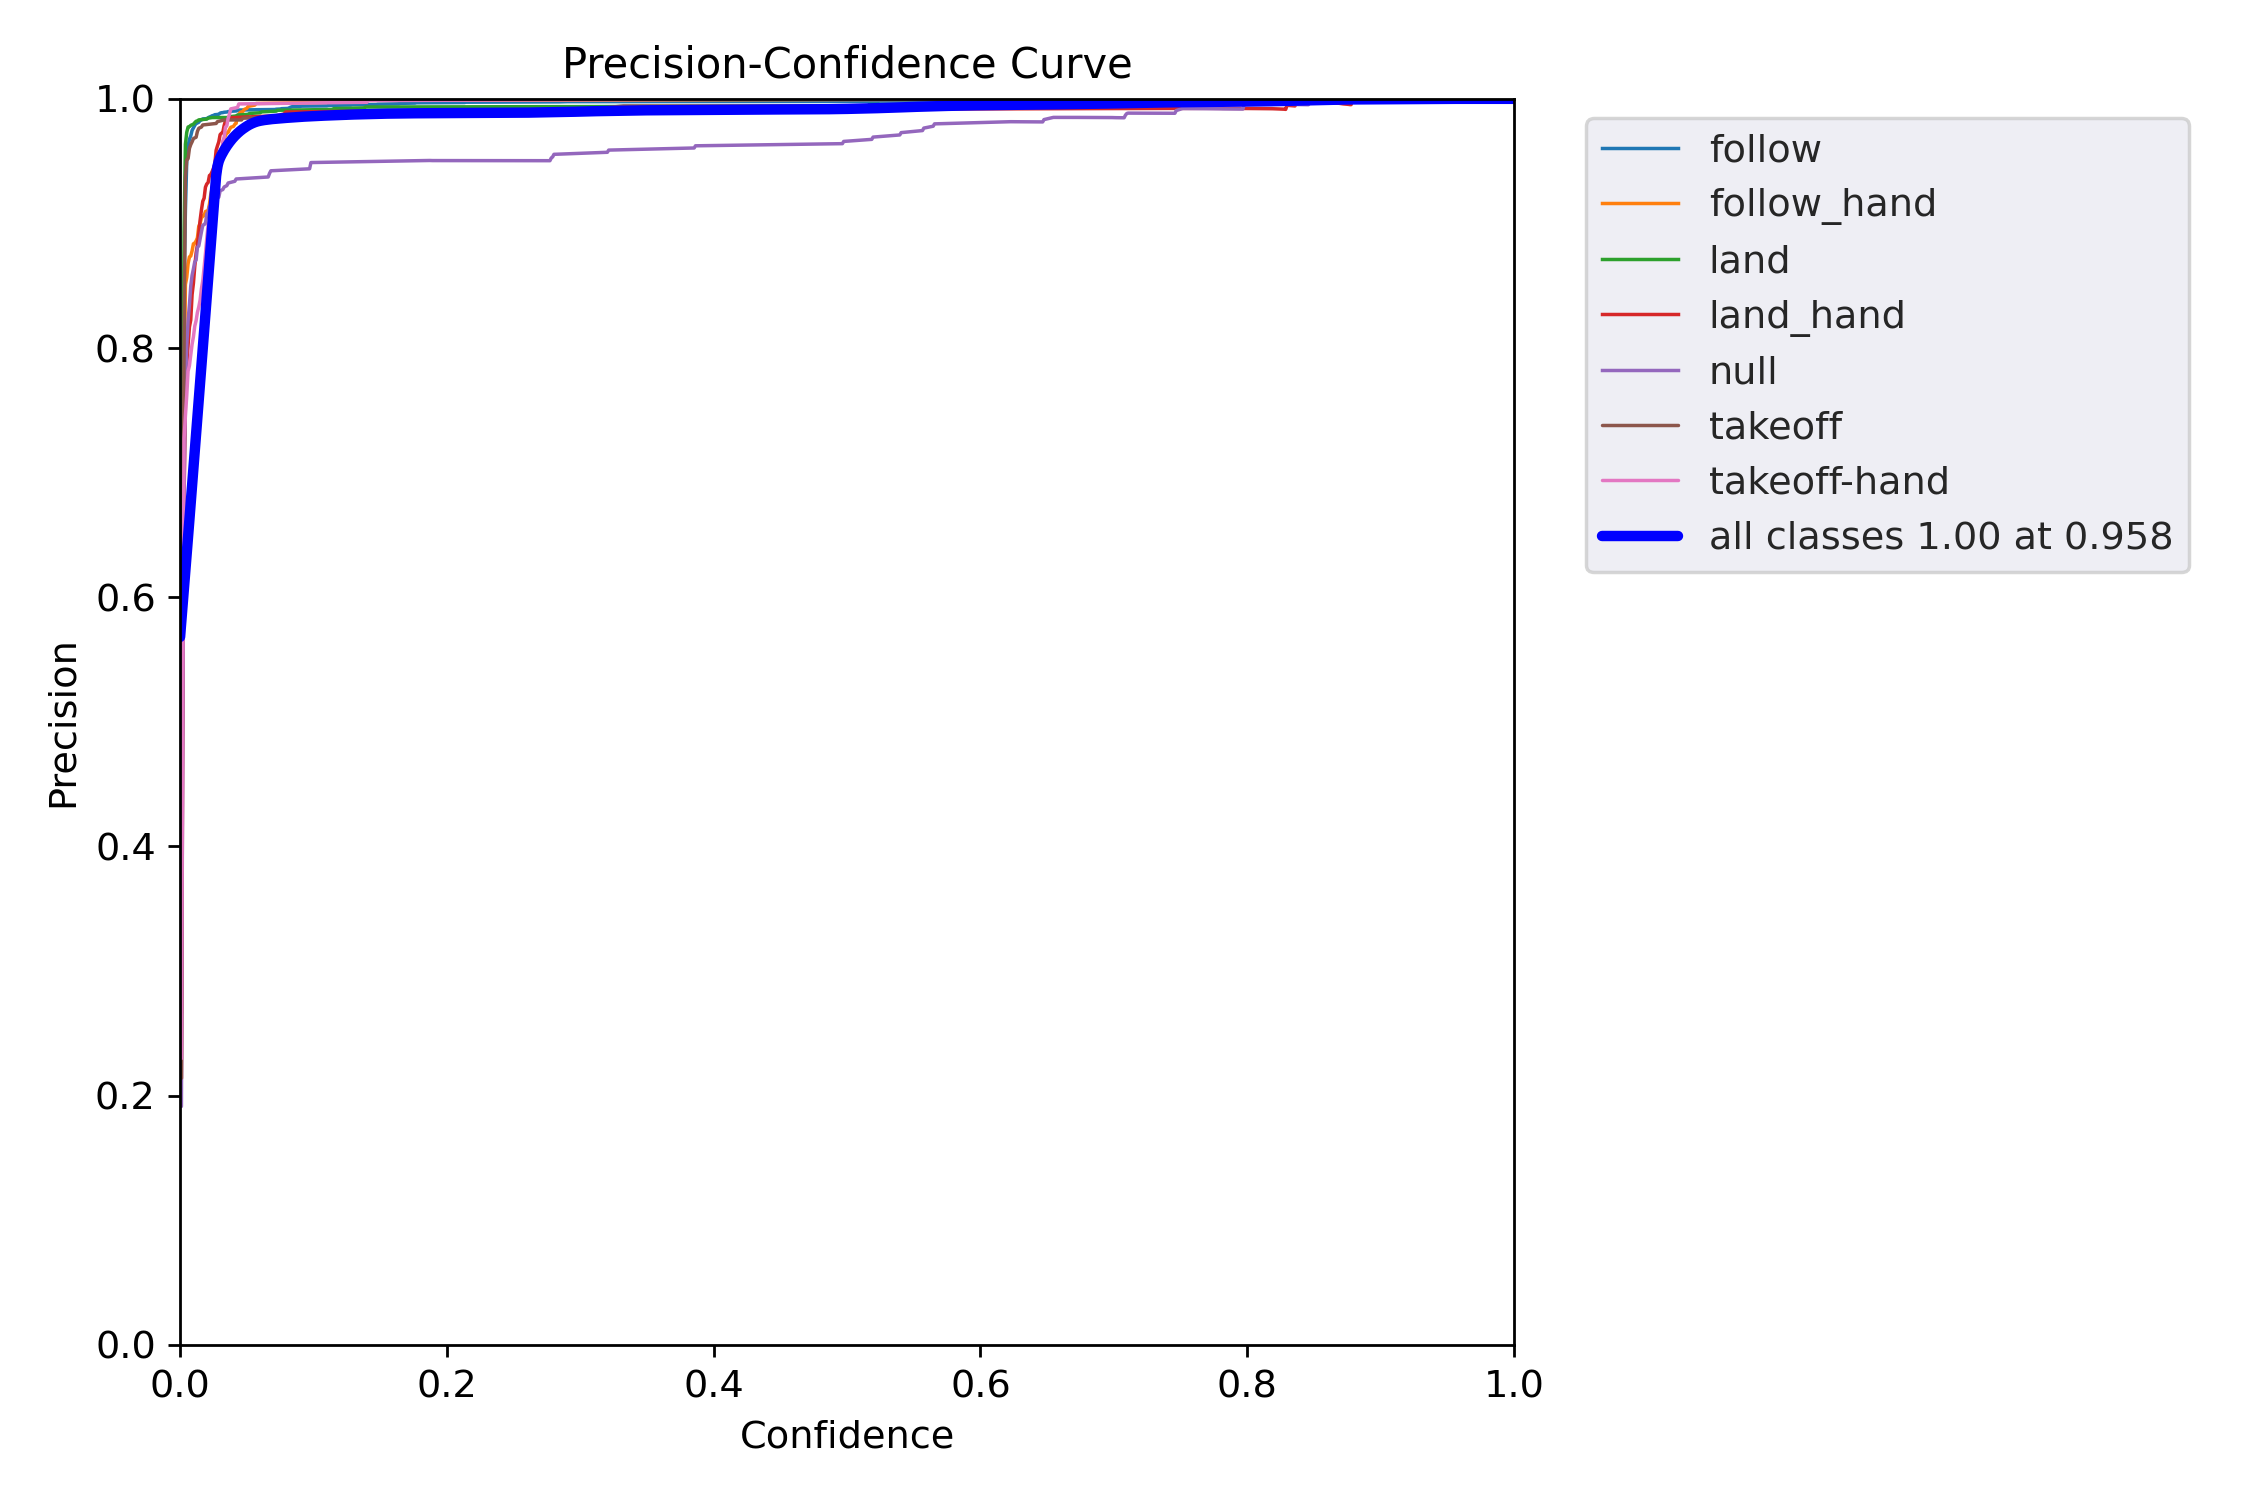 Precision-Confidence Curve
1.0
0.8
0.6
0.4
0.2
0.0
Precision
0.0 0.2 0.4 0.6 0.8 1.0
Confidence
follow
follow_hand
land
land_hand
null
takeoff
takeoff-hand
all classes 1.00 at 0.958